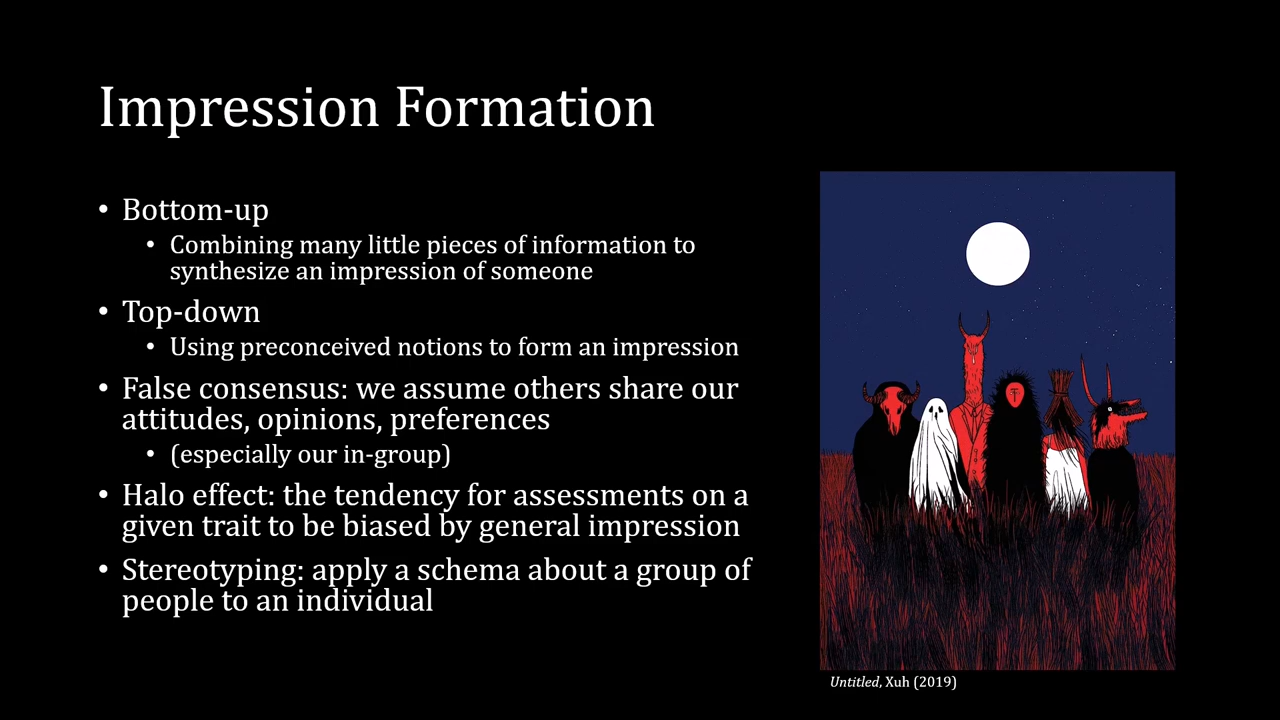 Impression Formation
• Bottom-up
• Combining many little pieces of information to
synthesize an impression of someone
• Top-down
• Using preconceived notions to form an impression
• False consensus: we assume others share our
attitudes, opinions, preferences
• (especially our in-group)
• Halo effect: the tendency for assessments on a
given trait to be biased by general impression
• Stereotyping: apply a schema about a group of
people to an individual
Untitled, Xuh (2019)